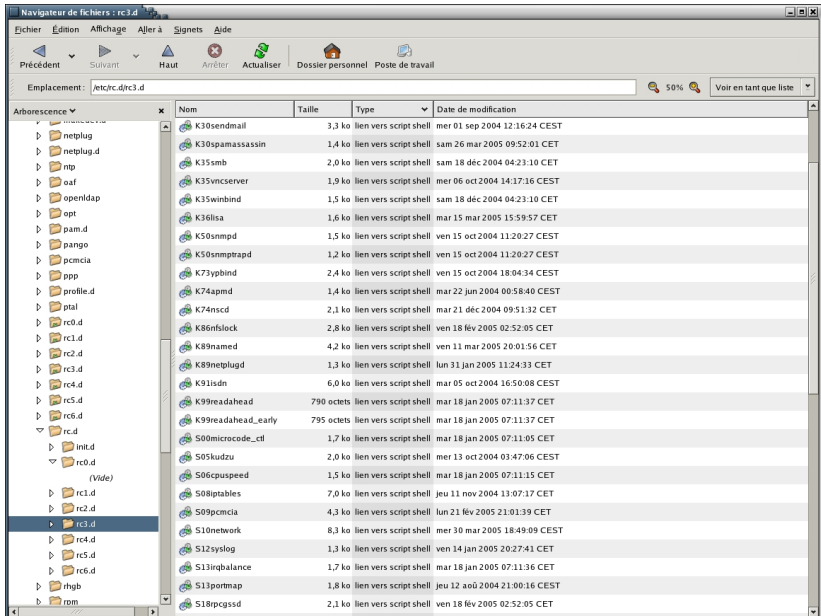 Navigateur de fichiers : rc3.d
Fichier Édition Affichage Aller à Signets Aide
Précédent Suivant Haut Arrêter Actualiser Dossier personnel Poste de travail
Emplacement : /etc/rc.d/rc3.d 50% Voir en tant que liste
Arborescence
netplug
netplug.d
ntp
oaf
openldap
opt
pam.d
pango
pcmcia
ppp
profile.d
ptal
rc0.d
rc1.d
rc2.d
rc3.d
rc4.d
rc5.d
rc6.d
rc.d
init.d
rc0.d
(Vide)
rc1.d
rc2.d
rc3.d
rc4.d
rc5.d
rc6.d
rhgb
rpm
Nom Taille Type Date de modification
K30sendmail 3,3 ko lien vers script shell mer 01 sep 2004 12:16:24 CEST
K30spamassassin 1,4 ko lien vers script shell sam 26 mar 2005 09:52:01 CET
K35smb 2,0 ko lien vers script shell sam 18 déc 2004 04:23:10 CET
K35vncserver 1,9 ko lien vers script shell mer 06 oct 2004 14:17:16 CEST
K35winbind 1,5 ko lien vers script shell sam 18 déc 2004 04:23:10 CET
K36lisa 1,6 ko lien vers script shell mar 15 mar 2005 15:59:57 CET
K50snmpd 1,5 ko lien vers script shell ven 15 oct 2004 11:20:27 CEST
K50snmptrapd 1,2 ko lien vers script shell ven 15 oct 2004 11:20:27 CEST
K73ypbind 2,4 ko lien vers script shell ven 15 oct 2004 18:04:34 CEST
K74apmd 1,4 ko lien vers script shell mar 22 jun 2004 00:58:40 CEST
K74nscd 2,1 ko lien vers script shell mar 21 déc 2004 09:51:32 CET
K86nfslock 2,8 ko lien vers script shell ven 18 fév 2005 02:52:05 CET
K89named 4,2 ko lien vers script shell ven 11 mar 2005 20:01:56 CET
K89netplugd 1,3 ko lien vers script shell lun 31 jan 2005 11:24:33 CET
K91isdn 6,0 ko lien vers script shell mar 05 oct 2004 16:50:08 CEST
K99readahead 790 octets lien vers script shell mar 18 jan 2005 07:11:37 CET
K99readahead_early 795 octets lien vers script shell mar 18 jan 2005 07:11:37 CET
S00microcode_ctl 1,7 ko lien vers script shell mar 18 jan 2005 07:11:05 CET
S05kudzu 2,0 ko lien vers script shell mer 13 oct 2004 03:47:06 CEST
S06cpuspeed 1,5 ko lien vers script shell mar 18 jan 2005 07:11:15 CET
S08iptables 7,0 ko lien vers script shell jeu 11 nov 2004 13:07:17 CET
S09pcmcia 4,3 ko lien vers script shell lun 21 fév 2005 21:01:39 CET
S10network 8,3 ko lien vers script shell mer 30 mar 2005 18:49:09 CEST
S12syslog 1,3 ko lien vers script shell ven 14 jan 2005 20:27:41 CET
S13irqbalance 1,7 ko lien vers script shell mar 18 jan 2005 07:11:36 CET
S13portmap 1,8 ko lien vers script shell jeu 12 aoû 2004 21:00:16 CEST
S18rpcgssd 2,1 ko lien vers script shell ven 18 fév 2005 02:52:05 CET